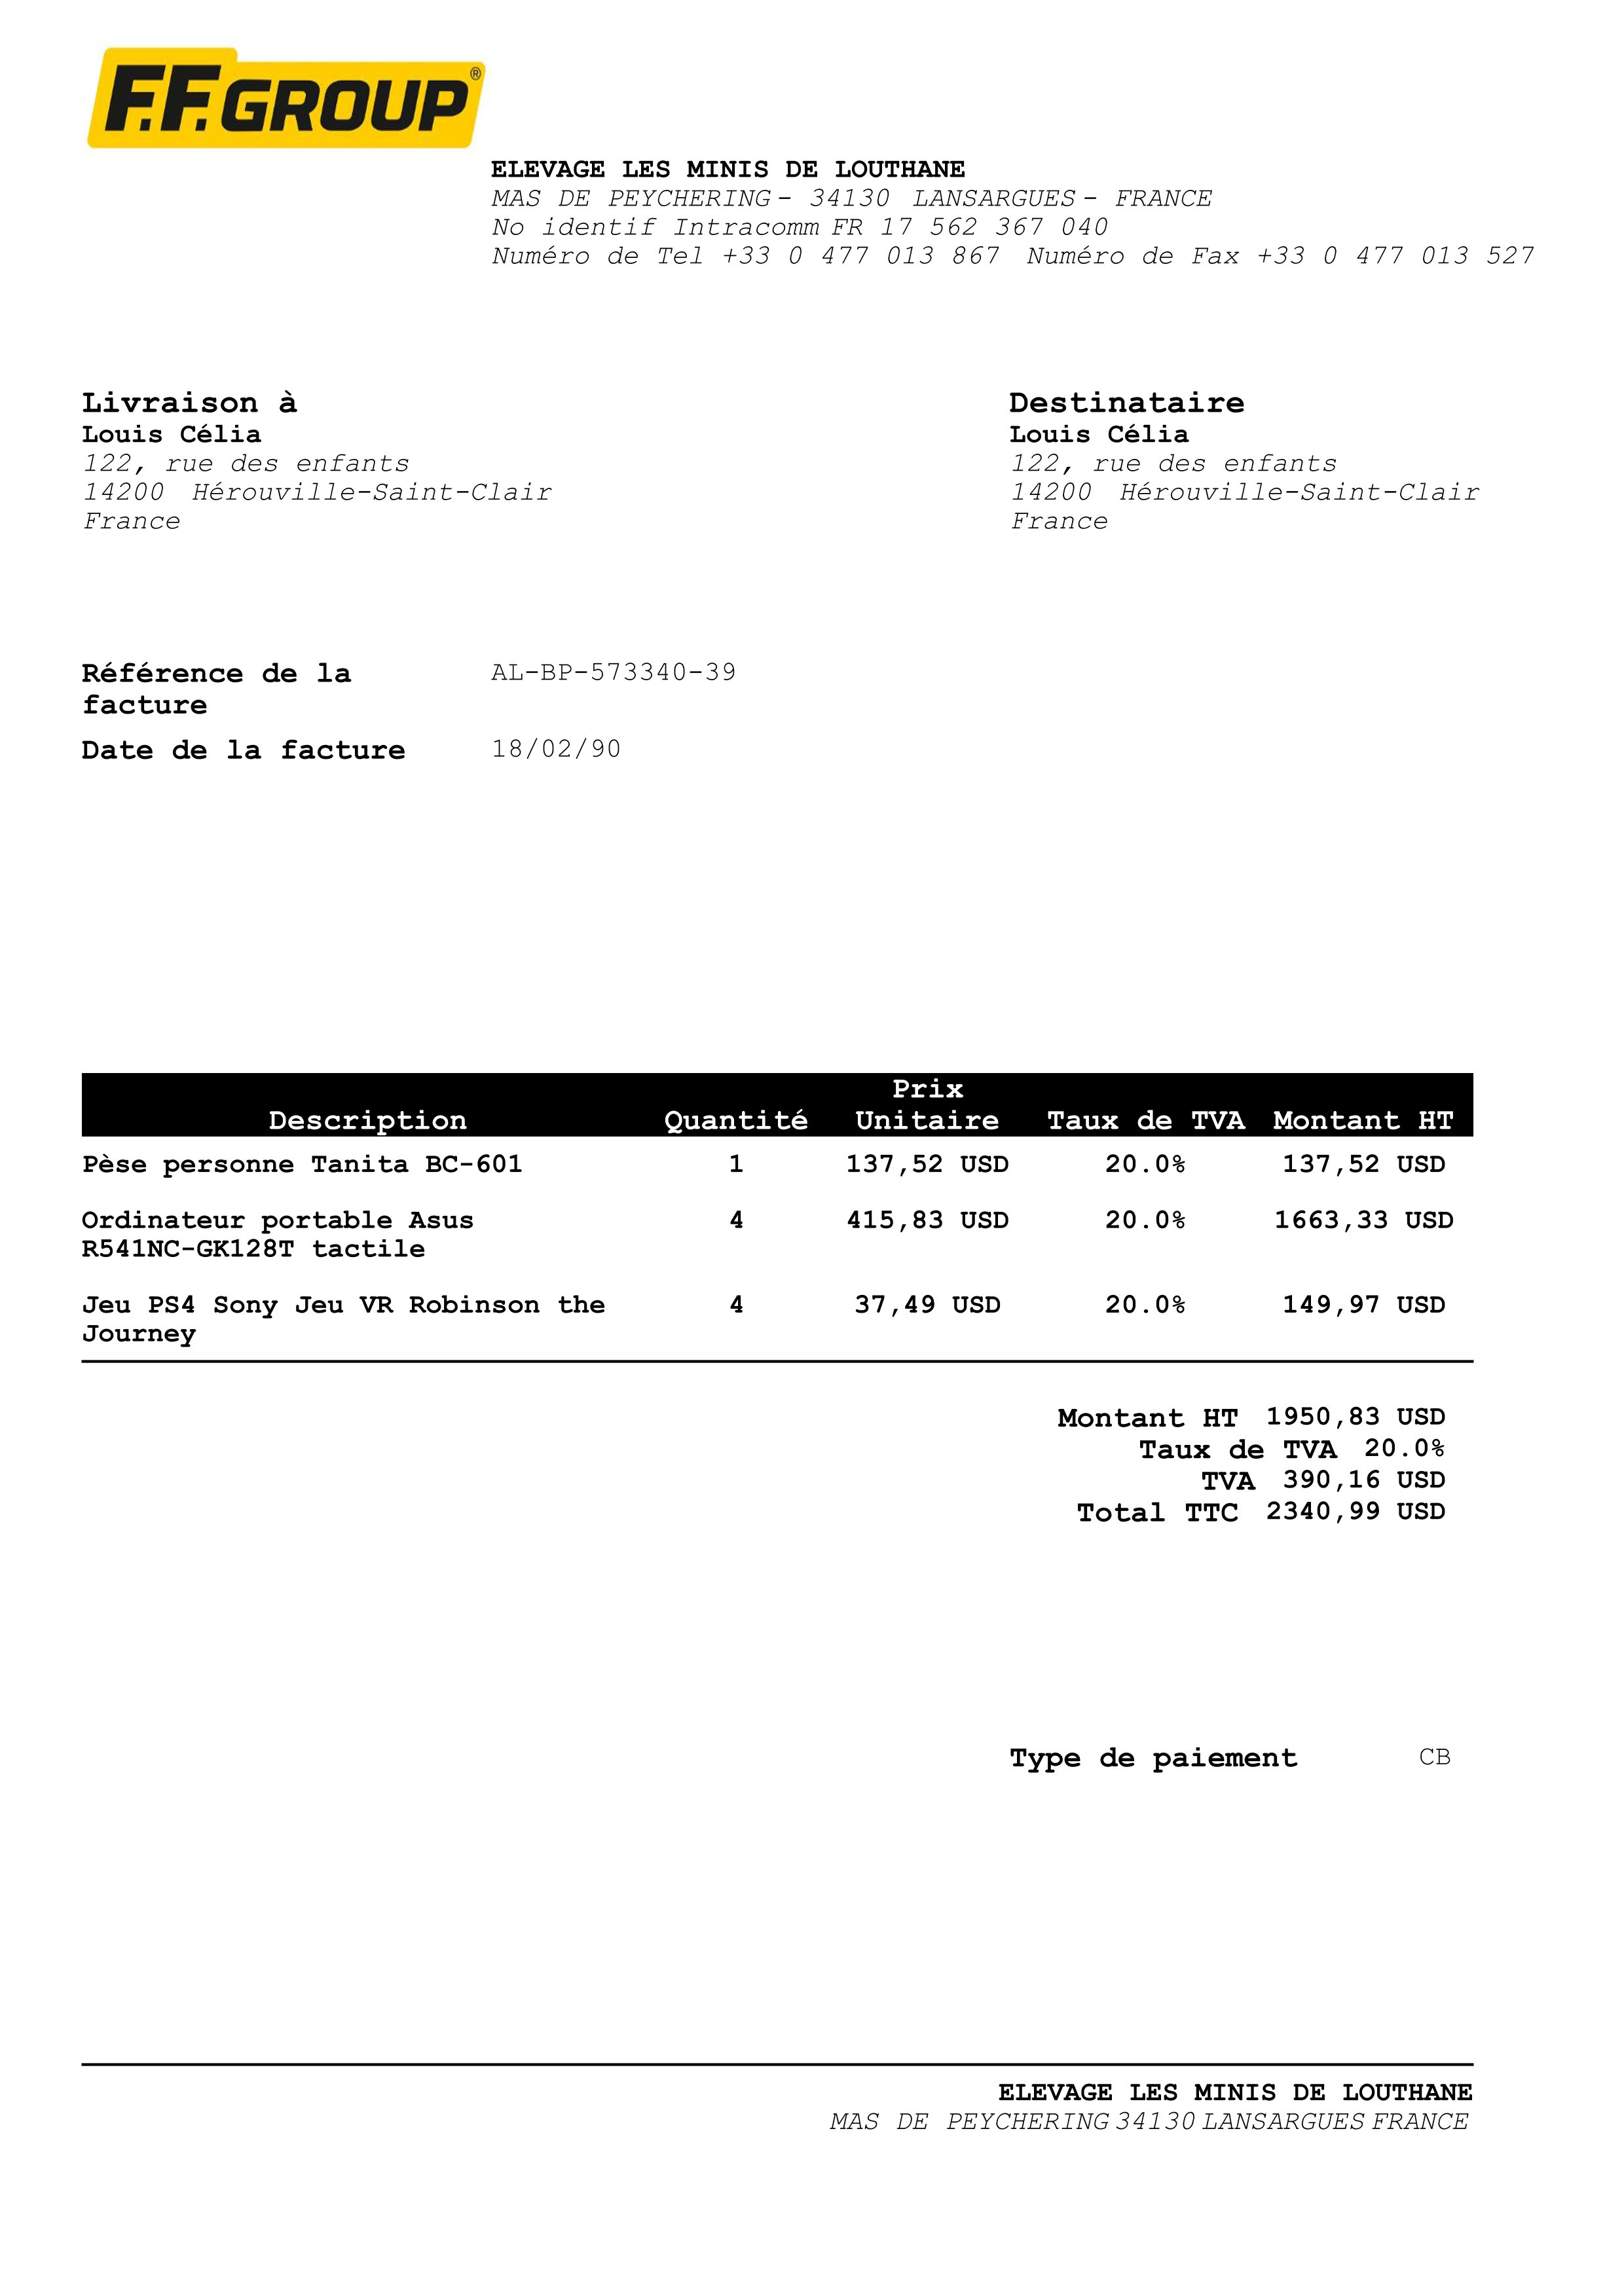 F.F. GROUP®
ELEVAGE LES MINIS DE LOUTHANE
MAS DE PEYCHERING - 34130 LANSARGUES - FRANCE
No identif Intracomm FR 17 562 367 040
Numéro de Tel +33 0 477 013 867 Numéro de Fax +33 0 477 013 527
Livraison à
Louis Célia
122, rue des enfants
14200 Hérouville-Saint-Clair
France
Destinataire
Louis Célia
122, rue des enfants
14200 Hérouville-Saint-Clair
France
Référence de la facture AL-BP-573340-39
Date de la facture 18/02/90
Description Quantité Prix Unitaire Taux de TVA Montant HT
Pèse personne Tanita BC-601 1 137,52 USD 20.0% 137,52 USD
Ordinateur portable Asus 4 415,83 USD 20.0% 1663,33 USD
R541NC-GK128T tactile
Jeu PS4 Sony Jeu VR Robinson the 4 37,49 USD 20.0% 149,97 USD
Journey
Montant HT 1950,83 USD
Taux de TVA 20.0%
TVA 390,16 USD
Total TTC 2340,99 USD
Type de paiement CB
ELEVAGE LES MINIS DE LOUTHANE
MAS DE PEYCHERING 34130 LANSARGUES FRANCE